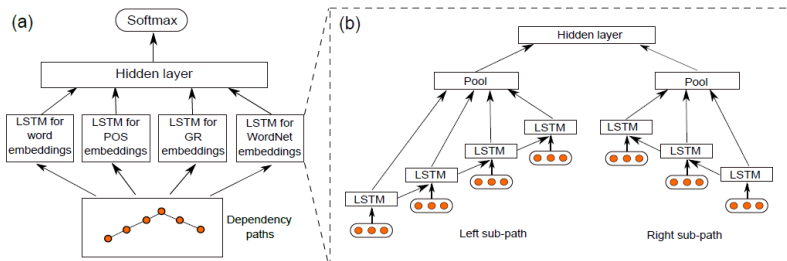 (a)
Softmax
Hidden layer
LSTM for
word
embeddings
LSTM for
POS
embeddings
LSTM for
GR
embeddings
LSTM for
WordNet
embeddings
Dependency
paths
(b)
Hidden layer
Pool
Pool
LSTM
LSTM
LSTM
LSTM
LSTM
LSTM
LSTM
Left sub-path
Right sub-path